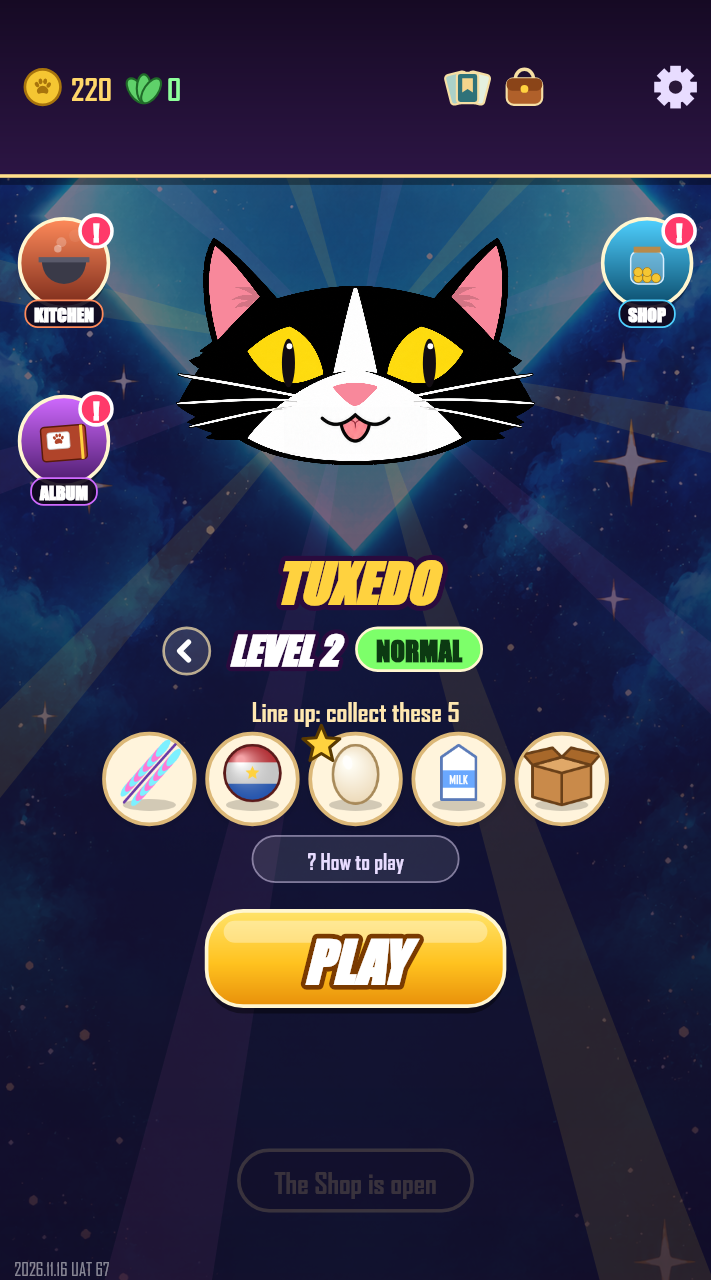 220
0
!
!
KITCHEN
SHOP
!
ALBUM
TUXEDO
LEVEL 2
NORMAL
Line up: collect these 5
MILK
? How to play
PLAY
The Shop is open
2026.11.16 UAT 67